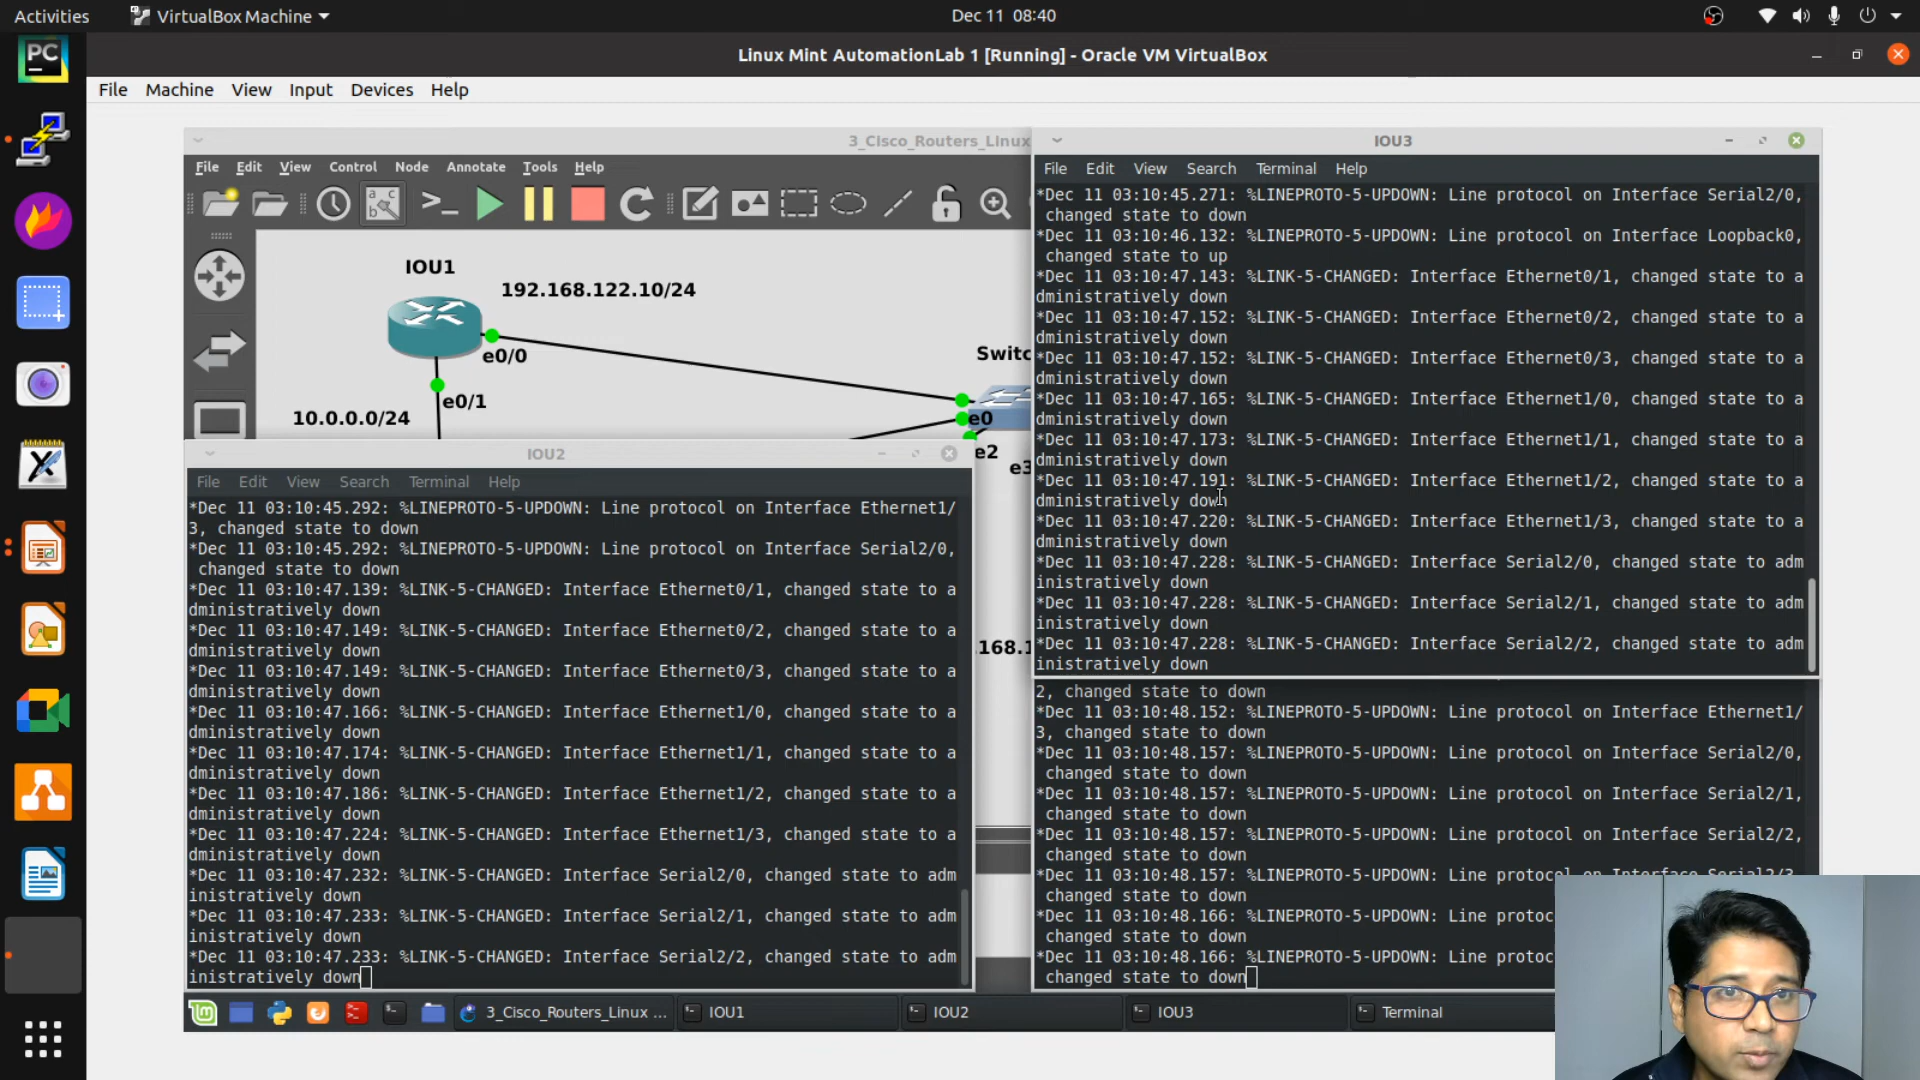 Activities
VirtualBox Machine
Dec 11 08:40
PC
Linux Mint AutomationLab 1 [Running] - Oracle VM VirtualBox
File Machine View Input Devices Help
3_Cisco_Routers_Linux
File Edit View Control Node Annotate Tools Help
IOU1
192.168.122.10/24
e0/0
e0/1
10.0.0.0/24
Switc
e0
e2
e3
.168.1
IOU3
File Edit View Search Terminal Help
*Dec 11 03:10:45.271: %LINEPROTO-5-UPDOWN: Line protocol on Interface Serial2/0,
changed state to down
*Dec 11 03:10:46.132: %LINEPROTO-5-UPDOWN: Line protocol on Interface Loopback0,
changed state to up
*Dec 11 03:10:47.143: %LINK-5-CHANGED: Interface Ethernet0/1, changed state to a
dministratively down
*Dec 11 03:10:47.152: %LINK-5-CHANGED: Interface Ethernet0/2, changed state to a
dministratively down
*Dec 11 03:10:47.152: %LINK-5-CHANGED: Interface Ethernet0/3, changed state to a
dministratively down
*Dec 11 03:10:47.165: %LINK-5-CHANGED: Interface Ethernet1/0, changed state to a
dministratively down
*Dec 11 03:10:47.173: %LINK-5-CHANGED: Interface Ethernet1/1, changed state to a
dministratively down
*Dec 11 03:10:47.191: %LINK-5-CHANGED: Interface Ethernet1/2, changed state to a
dministratively down
*Dec 11 03:10:47.220: %LINK-5-CHANGED: Interface Ethernet1/3, changed state to a
dministratively down
*Dec 11 03:10:47.228: %LINK-5-CHANGED: Interface Serial2/0, changed state to adm
inistratively down
*Dec 11 03:10:47.228: %LINK-5-CHANGED: Interface Serial2/1, changed state to adm
inistratively down
*Dec 11 03:10:47.228: %LINK-5-CHANGED: Interface Serial2/2, changed state to adm
inistratively down
IOU2
File Edit View Search Terminal Help
*Dec 11 03:10:45.292: %LINEPROTO-5-UPDOWN: Line protocol on Interface Ethernet1/
3, changed state to down
*Dec 11 03:10:45.292: %LINEPROTO-5-UPDOWN: Line protocol on Interface Serial2/0,
changed state to down
*Dec 11 03:10:47.139: %LINK-5-CHANGED: Interface Ethernet0/1, changed state to a
dministratively down
*Dec 11 03:10:47.149: %LINK-5-CHANGED: Interface Ethernet0/2, changed state to a
dministratively down
*Dec 11 03:10:47.149: %LINK-5-CHANGED: Interface Ethernet0/3, changed state to a
dministratively down
*Dec 11 03:10:47.166: %LINK-5-CHANGED: Interface Ethernet1/0, changed state to a
dministratively down
*Dec 11 03:10:47.174: %LINK-5-CHANGED: Interface Ethernet1/1, changed state to a
dministratively down
*Dec 11 03:10:47.186: %LINK-5-CHANGED: Interface Ethernet1/2, changed state to a
dministratively down
*Dec 11 03:10:47.224: %LINK-5-CHANGED: Interface Ethernet1/3, changed state to a
dministratively down
*Dec 11 03:10:47.232: %LINK-5-CHANGED: Interface Serial2/0, changed state to adm
inistratively down
*Dec 11 03:10:47.233: %LINK-5-CHANGED: Interface Serial2/1, changed state to adm
inistratively down
*Dec 11 03:10:47.233: %LINK-5-CHANGED: Interface Serial2/2, changed state to adm
inistratively down
2, changed state to down
*Dec 11 03:10:48.152: %LINEPROTO-5-UPDOWN: Line protocol on Interface Ethernet1/
3, changed state to down
*Dec 11 03:10:48.157: %LINEPROTO-5-UPDOWN: Line protocol on Interface Serial2/0,
changed state to down
*Dec 11 03:10:48.157: %LINEPROTO-5-UPDOWN: Line protocol on Interface Serial2/1,
changed state to down
*Dec 11 03:10:48.157: %LINEPROTO-5-UPDOWN: Line protocol on Interface Serial2/2,
changed state to down
*Dec 11 03:10:48.157: %LINEPROTO-5-UPDOWN: Line protocol on Interface Serial2/3,
changed state to down
*Dec 11 03:10:48.166: %LINEPROTO-5-UPDOWN: Line protoc
changed state to down
*Dec 11 03:10:48.166: %LINEPROTO-5-UPDOWN: Line protoc
changed state to down
3_Cisco_Routers_Linux ...
IOU1
IOU2
IOU3
Terminal